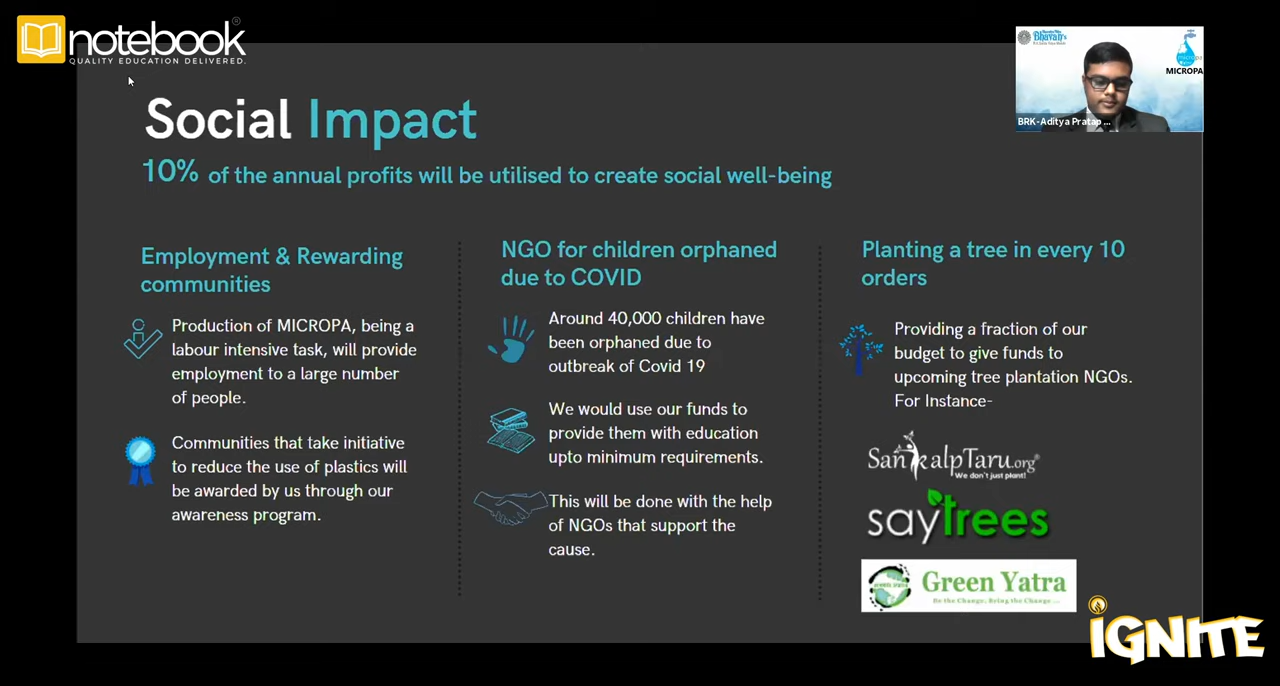 notebook®
QUALITY EDUCATION DELIVERED.
Bhavan's
MICROPA
BRK-Aditya Pratap ...
Social Impact
10% of the annual profits will be utilised to create social well-being
Employment & Rewarding
communities
Production of MICROPA, being a
labour intensive task, will provide
employment to a large number
of people.
Communities that take initiative
to reduce the use of plastics will
be awarded by us through our
awareness program.
NGO for children orphaned
due to COVID
Around 40,000 children have
been orphaned due to
outbreak of Covid 19
We would use our funds to
provide them with education
upto minimum requirements.
This will be done with the help
of NGOs that support the
cause.
Planting a tree in every 10
orders
Providing a fraction of our
budget to give funds to
upcoming tree plantation NGOs.
For Instance-
SankalpTaru.org
We don't just plant!
saytrees
Green Yatra
Be the Change, Bring the Change ...
iGNITE